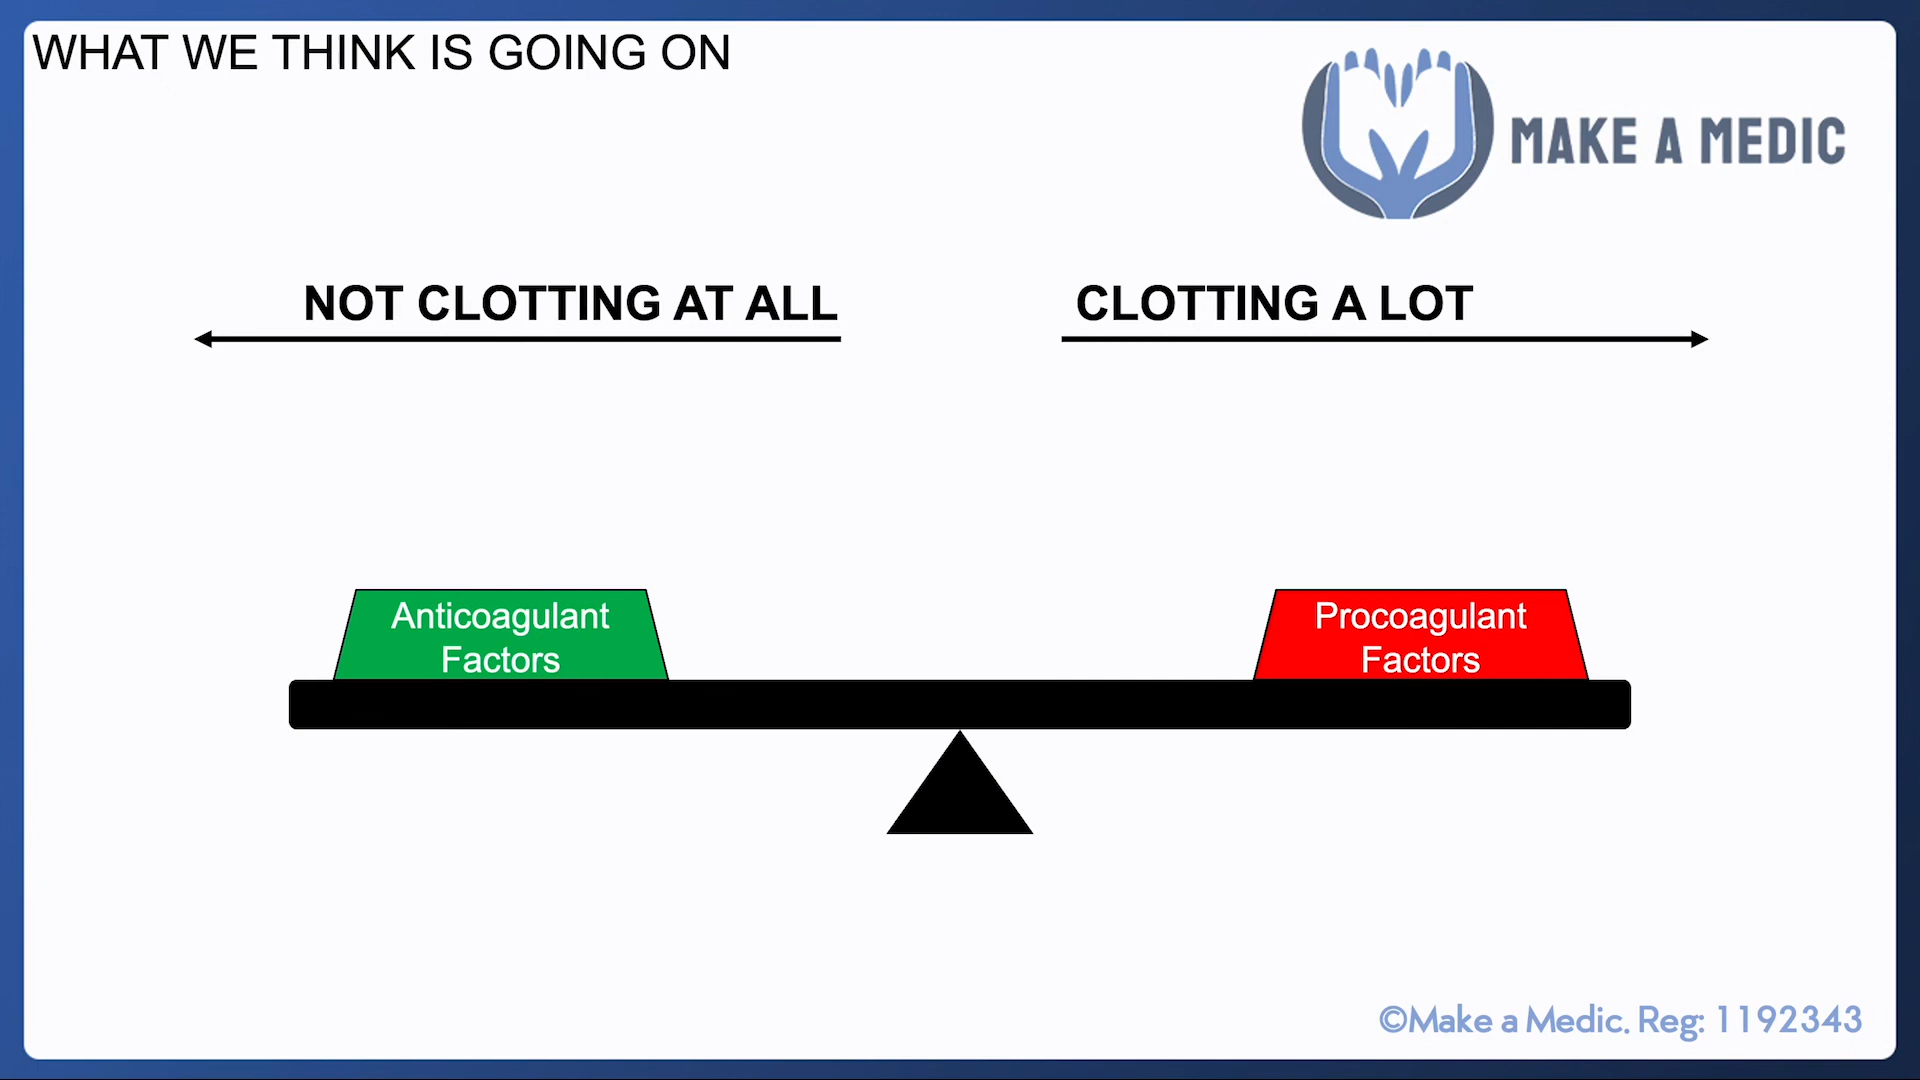 WHAT WE THINK IS GOING ON
MAKE A MEDIC
NOT CLOTTING AT ALL
CLOTTING A LOT
Anticoagulant
Factors
Procoagulant
Factors
©Make a Medic. Reg: 1192343